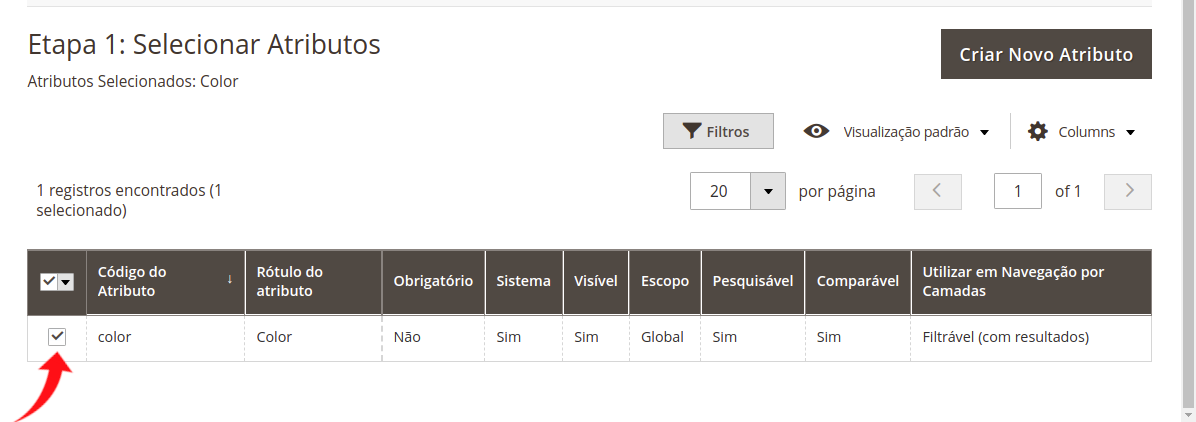 Etapa 1: Selecionar Atributos
Criar Novo Atributo
Atributos Selecionados: Color
Filtros
Visualização padrão
Columns
1 registros encontrados (1
selecionado)
20
por página
1
of 1
Código do
Atributo
↓
Rótulo do
atributo
Obrigatório
Sistema
Visível
Escopo
Pesquisável
Comparável
Utilizar em Navegação por
Camadas
color
Color
Não
Sim
Sim
Global
Sim
Sim
Filtrável (com resultados)